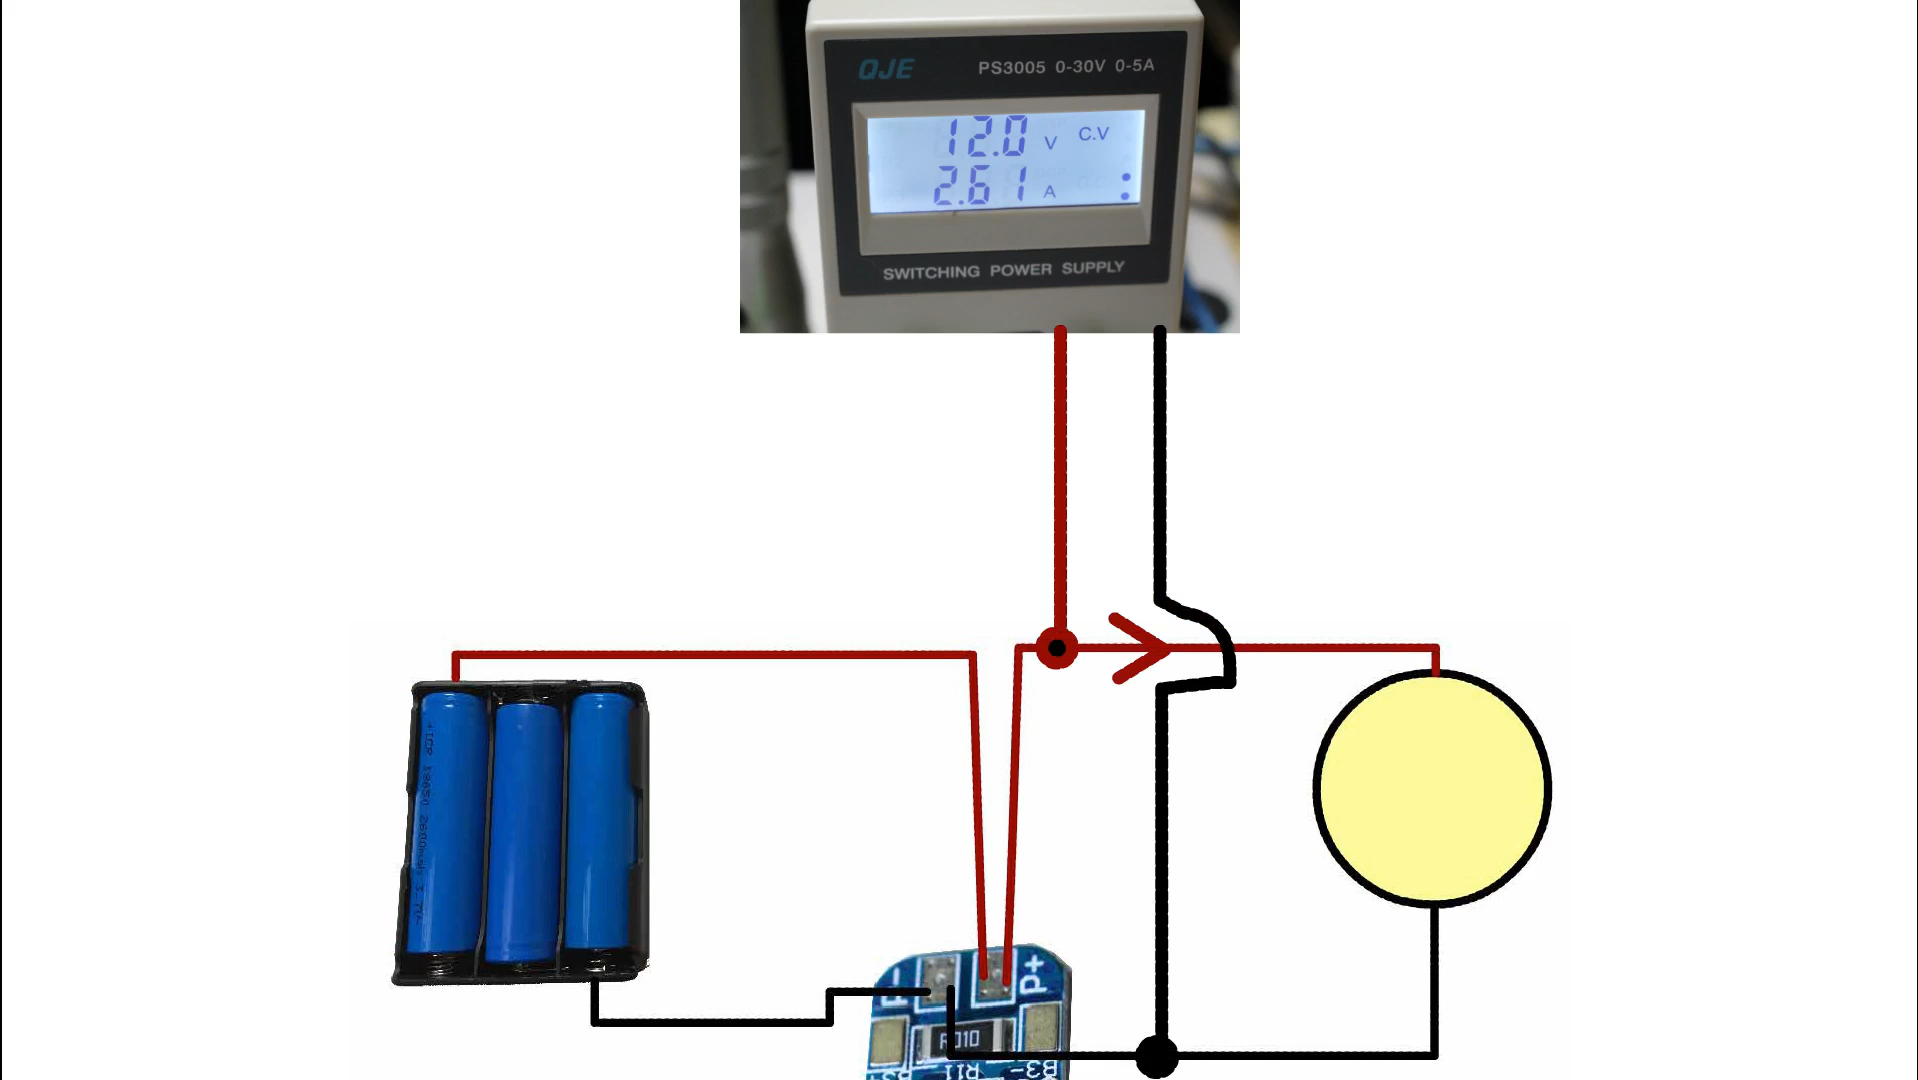 QJE PS3005 0-30V 0-5A
12.0 V C.V
2.61 A
SWITCHING POWER SUPPLY
P+
R010
B3-